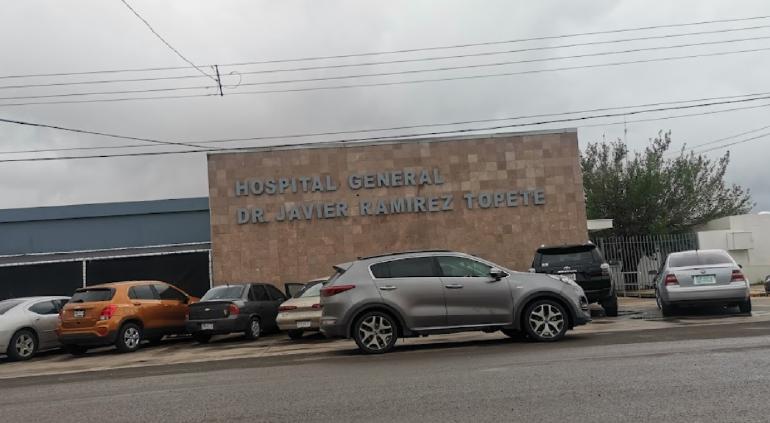 HOSPITAL GENERAL
DR. JAVIER RAMIREZ TOPETE